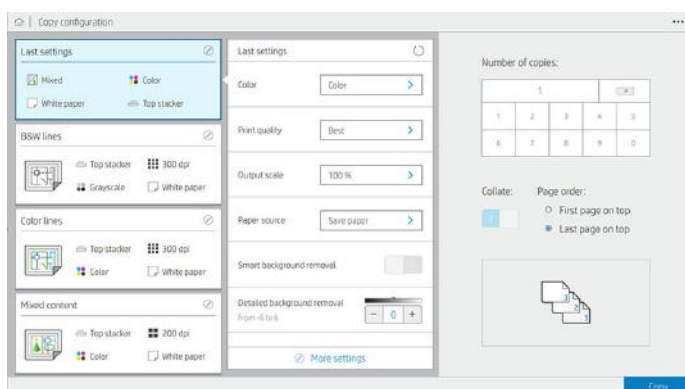 Copy configuration
Last settings
Mixed
Color
White paper
Top stacker
B&W lines
Top stacker
300 dpi
Grayscale
White paper
Color lines
Top stacker
300 dpi
Color
White paper
Mixed content
Top stacker
200 dpi
Color
White paper
Last settings
Color
Color
Print quality
Best
Output scale
100 %
Paper source
Save paper
Smart background removal
Detailed background removal
From -6 to 6
− 0 +
More settings
Number of copies:
1
1 2 3 4 5
6 7 8 9 0
Collate:
Page order:
First page on top
Last page on top
3
2
1
Copy